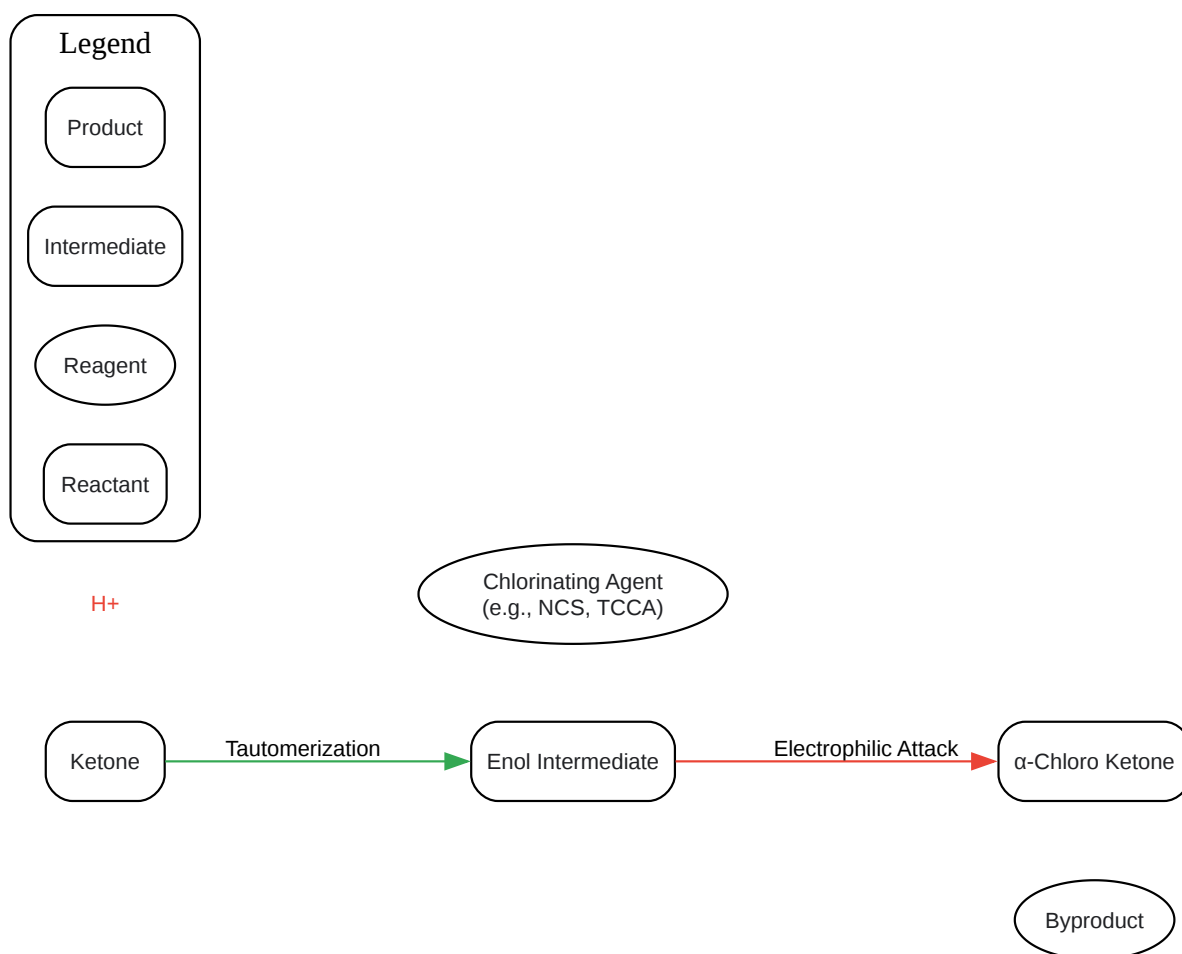 Legend
Product
Intermediate
Reagent
Reactant
H+
Chlorinating Agent
(e.g., NCS, TCCA)
Ketone
Tautomerization
Enol Intermediate
Electrophilic Attack
α-Chloro Ketone
Byproduct